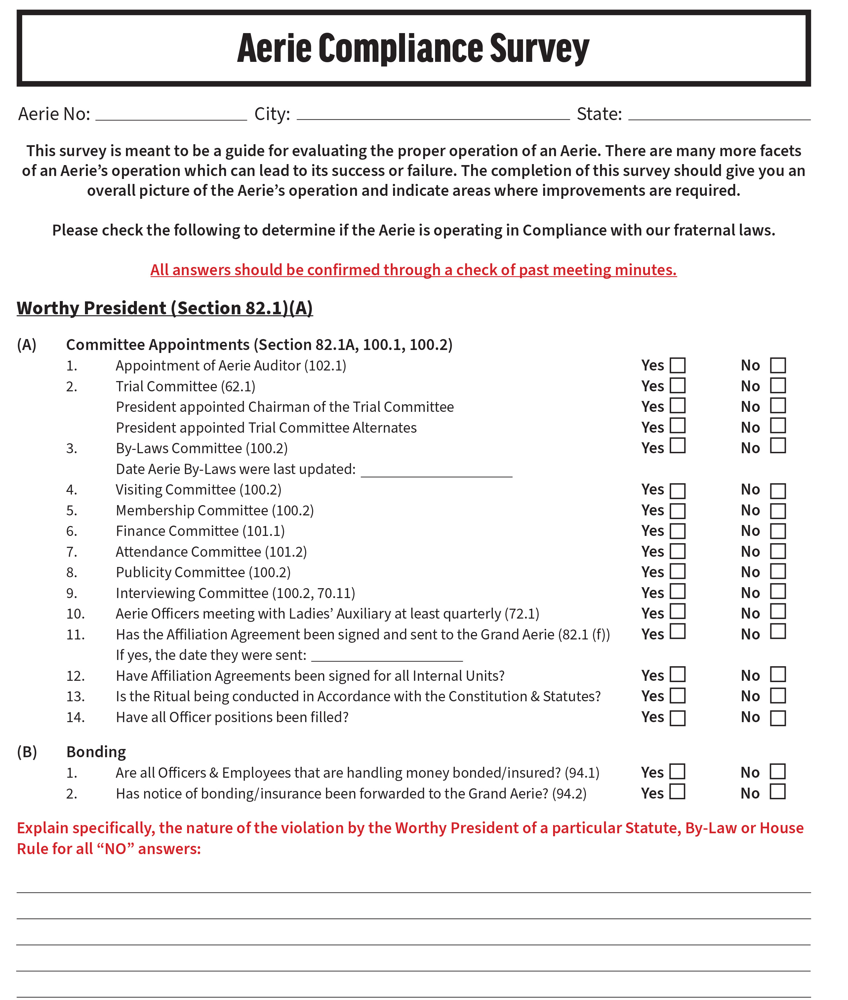 Aerie Compliance Survey
Aerie No: City: State:
This survey is meant to be a guide for evaluating the proper operation of an Aerie. There are many more facets
of an Aerie’s operation which can lead to its success or failure. The completion of this survey should give you an
overall picture of the Aerie’s operation and indicate areas where improvements are required.
Please check the following to determine if the Aerie is operating in Compliance with our fraternal laws.
All answers should be confirmed through a check of past meeting minutes.
Worthy President (Section 82.1)(A)
(A) Committee Appointments (Section 82.1A, 100.1, 100.2)
1. Appointment of Aerie Auditor (102.1) Yes No
2. Trial Committee (62.1) Yes No
President appointed Chairman of the Trial Committee Yes No
President appointed Trial Committee Alternates Yes No
3. By-Laws Committee (100.2) Yes No
Date Aerie By-Laws were last updated:
4. Visiting Committee (100.2) Yes No
5. Membership Committee (100.2) Yes No
6. Finance Committee (101.1) Yes No
7. Attendance Committee (101.2) Yes No
8. Publicity Committee (100.2) Yes No
9. Interviewing Committee (100.2, 70.11) Yes No
10. Aerie Officers meeting with Ladies’ Auxiliary at least quarterly (72.1) Yes No
11. Has the Affiliation Agreement been signed and sent to the Grand Aerie (82.1 (f)) Yes No
If yes, the date they were sent:
12. Have Affiliation Agreements been signed for all Internal Units? Yes No
13. Is the Ritual being conducted in Accordance with the Constitution & Statutes? Yes No
14. Have all Officer positions been filled? Yes No
(B) Bonding
1. Are all Officers & Employees that are handling money bonded/insured? (94.1) Yes No
2. Has notice of bonding/insurance been forwarded to the Grand Aerie? (94.2) Yes No
Explain specifically, the nature of the violation by the Worthy President of a particular Statute, By-Law or House
Rule for all “NO” answers: